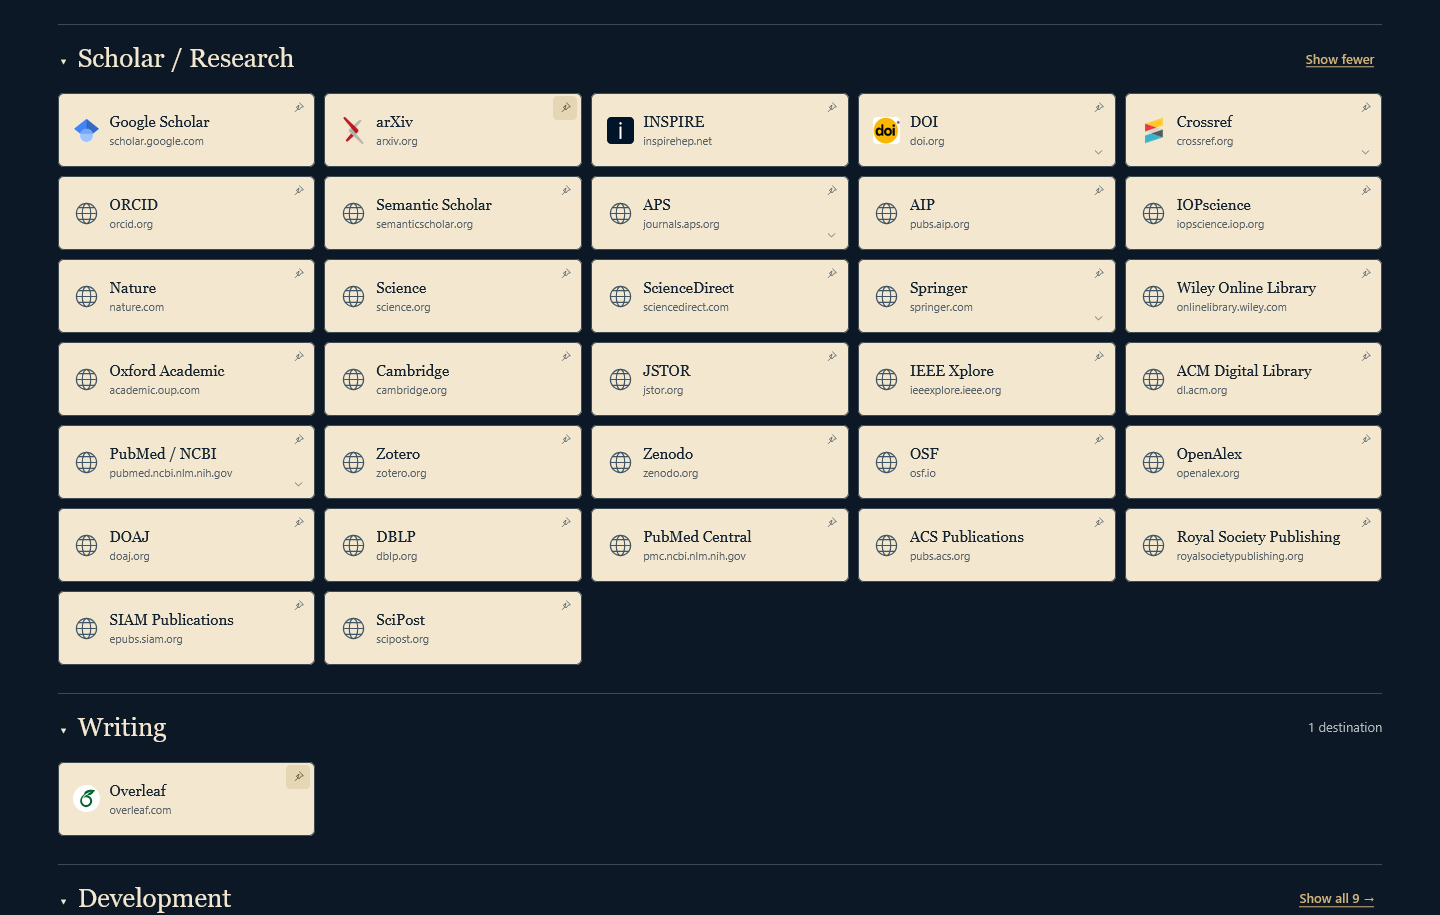 Scholar / Research
Show fewer
Google Scholar
scholar.google.com
arXiv
arxiv.org
i
INSPIRE
inspirehep.net
doi
DOI
doi.org
Crossref
crossref.org
ORCID
orcid.org
Semantic Scholar
semanticscholar.org
APS
journals.aps.org
AIP
pubs.aip.org
IOPscience
iopscience.iop.org
Nature
nature.com
Science
science.org
ScienceDirect
sciencedirect.com
Springer
springer.com
Wiley Online Library
onlinelibrary.wiley.com
Oxford Academic
academic.oup.com
Cambridge
cambridge.org
JSTOR
jstor.org
IEEE Xplore
ieeexplore.ieee.org
ACM Digital Library
dl.acm.org
PubMed / NCBI
pubmed.ncbi.nlm.nih.gov
Zotero
zotero.org
Zenodo
zenodo.org
OSF
osf.io
OpenAlex
openalex.org
DOAJ
doaj.org
DBLP
dblp.org
PubMed Central
pmc.ncbi.nlm.nih.gov
ACS Publications
pubs.acs.org
Royal Society Publishing
royalsocietypublishing.org
SIAM Publications
epubs.siam.org
SciPost
scipost.org
Writing
1 destination
Overleaf
overleaf.com
Development
Show all 9 →